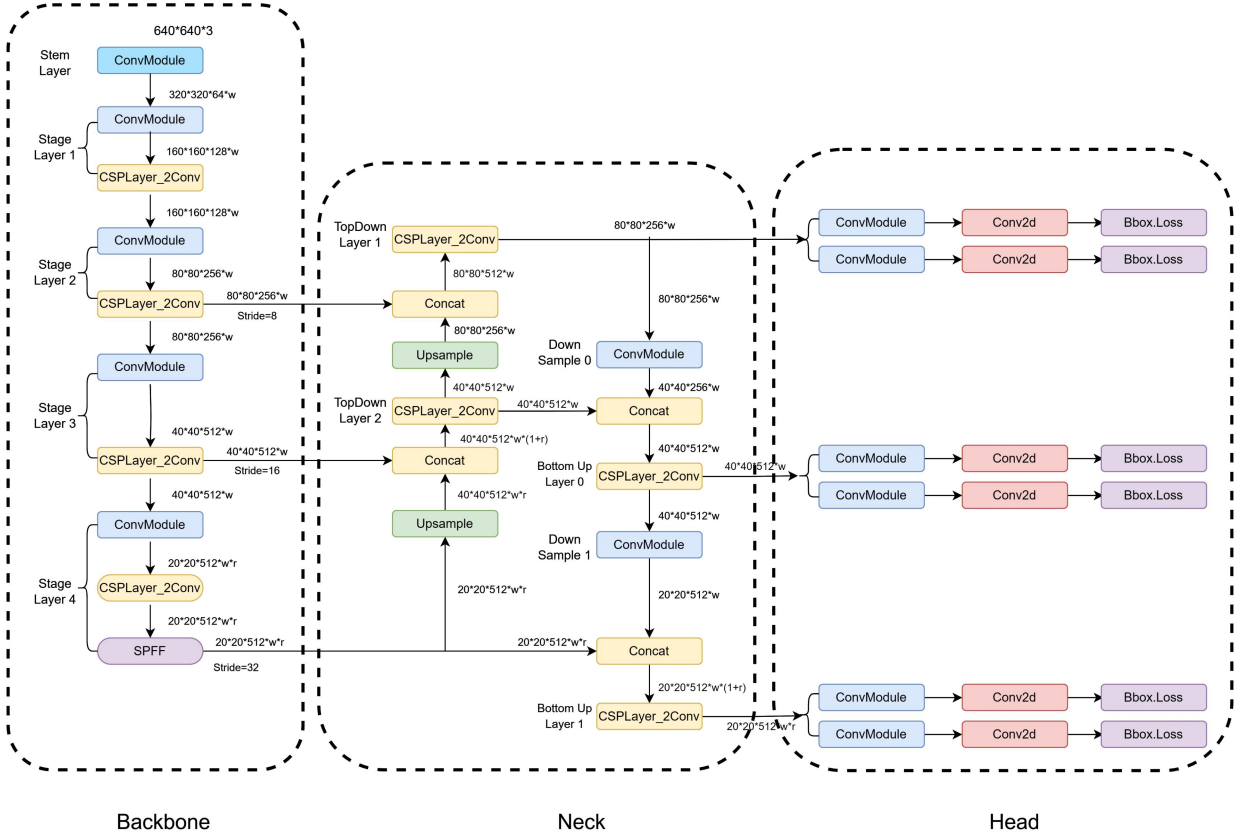 640*640*3
Stem
Layer
ConvModule
320*320*64*w
ConvModule
Stage
Layer 1
160*160*128*w
CSPLayer_2Conv
160*160*128*w
ConvModule
Stage
Layer 2
80*80*256*w
CSPLayer_2Conv
80*80*256*w
Stride=8
80*80*256*w
ConvModule
Stage
Layer 3
40*40*512*w
CSPLayer_2Conv
40*40*512*w
Stride=16
40*40*512*w
ConvModule
20*20*512*w*r
Stage
Layer 4
CSPLayer_2Conv
20*20*512*w*r
SPFF
20*20*512*w*r
Stride=32
Backbone
TopDown
Layer 1
CSPLayer_2Conv
80*80*256*w
80*80*512*w
Concat
80*80*256*w
Upsample
40*40*512*w
TopDown
Layer 2
CSPLayer_2Conv
40*40*512*w
40*40*512*w*(1+r)
Concat
40*40*512*w*r
Upsample
20*20*512*w*r
80*80*256*w
Down
Sample 0
ConvModule
40*40*256*w
Concat
40*40*512*w
Bottom Up
Layer 0
CSPLayer_2Conv
40*40*512*w
40*40*512*w
Down
Sample 1
ConvModule
20*20*512*w
20*20*512*w*r
Concat
20*20*512*w*(1+r)
Bottom Up
Layer 1
CSPLayer_2Conv
20*20*512*w*r
Neck
ConvModule
Conv2d
Bbox.Loss
ConvModule
Conv2d
Bbox.Loss
ConvModule
Conv2d
Bbox.Loss
ConvModule
Conv2d
Bbox.Loss
ConvModule
Conv2d
Bbox.Loss
ConvModule
Conv2d
Bbox.Loss
Head